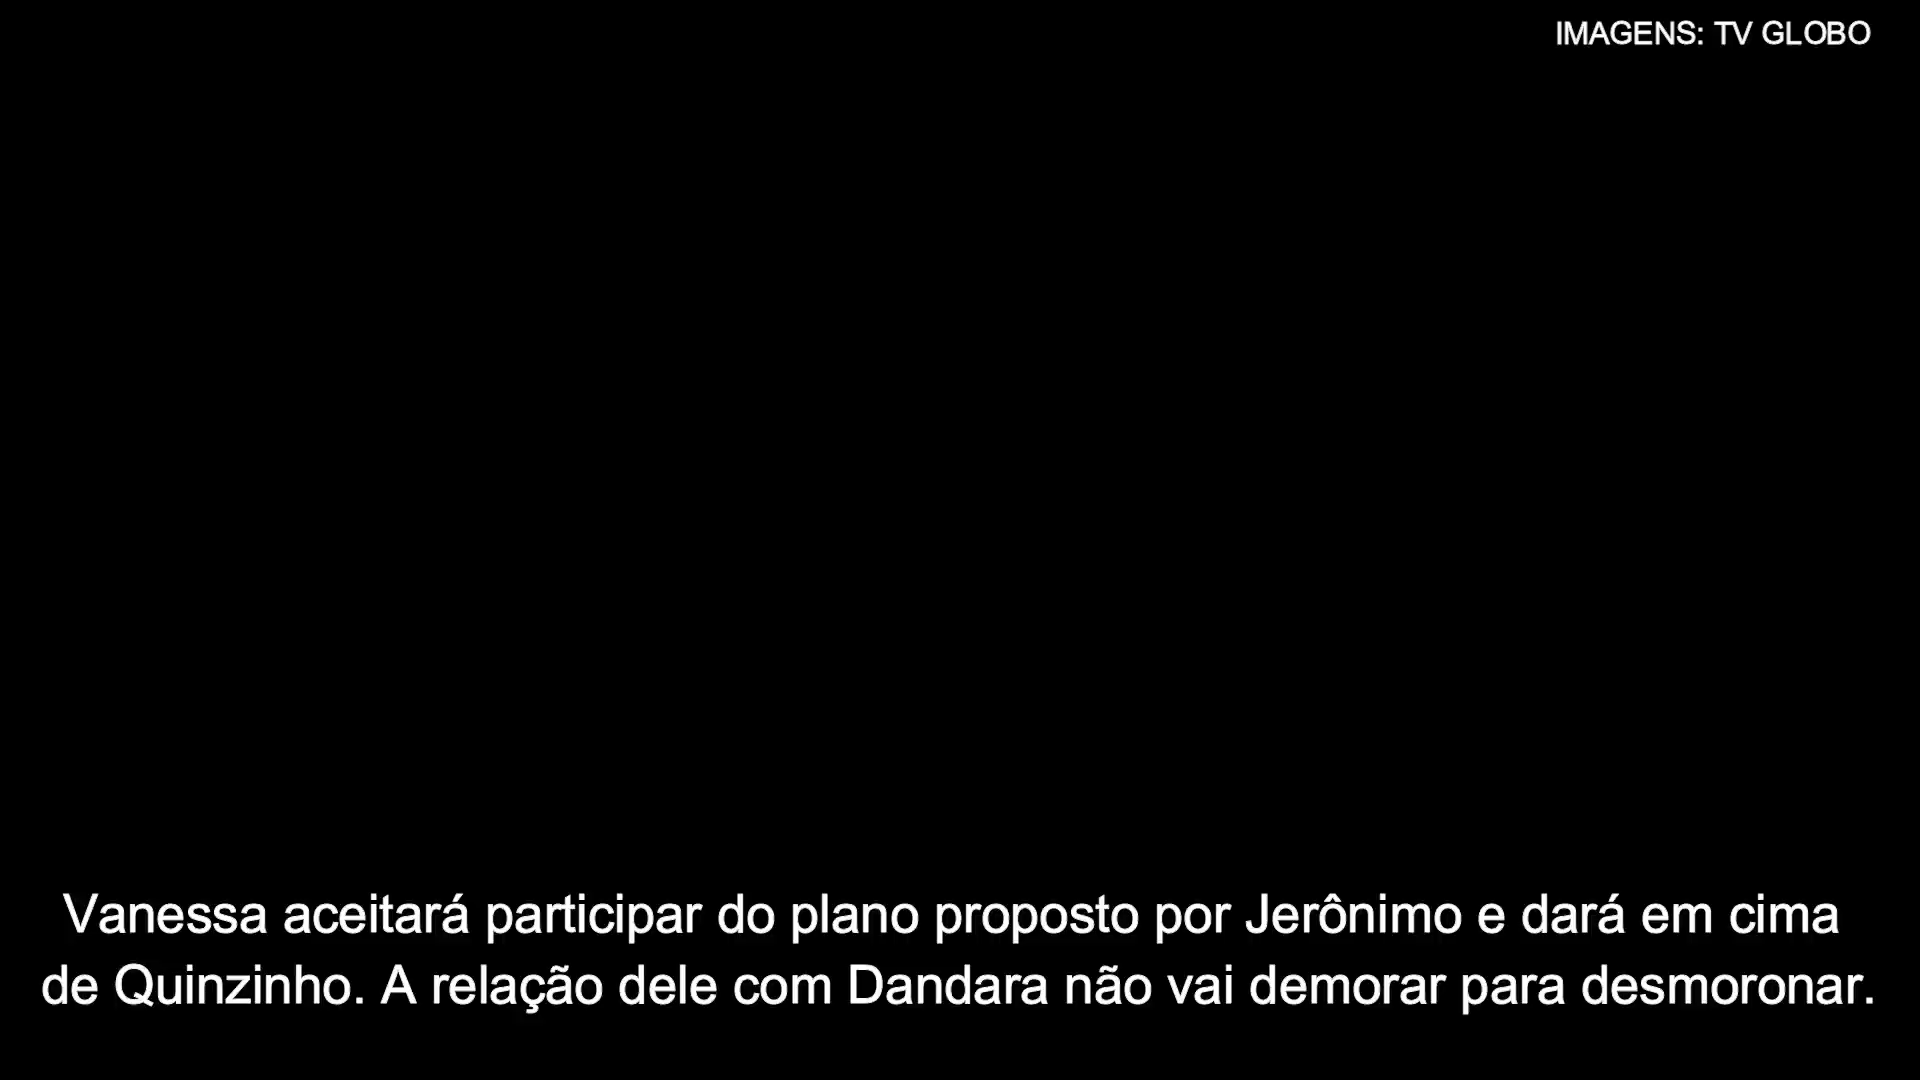 IMAGENS: TV GLOBO
Vanessa aceitará participar do plano proposto por Jerônimo e dará em cima
de Quinzinho. A relação dele com Dandara não vai demorar para desmoronar.